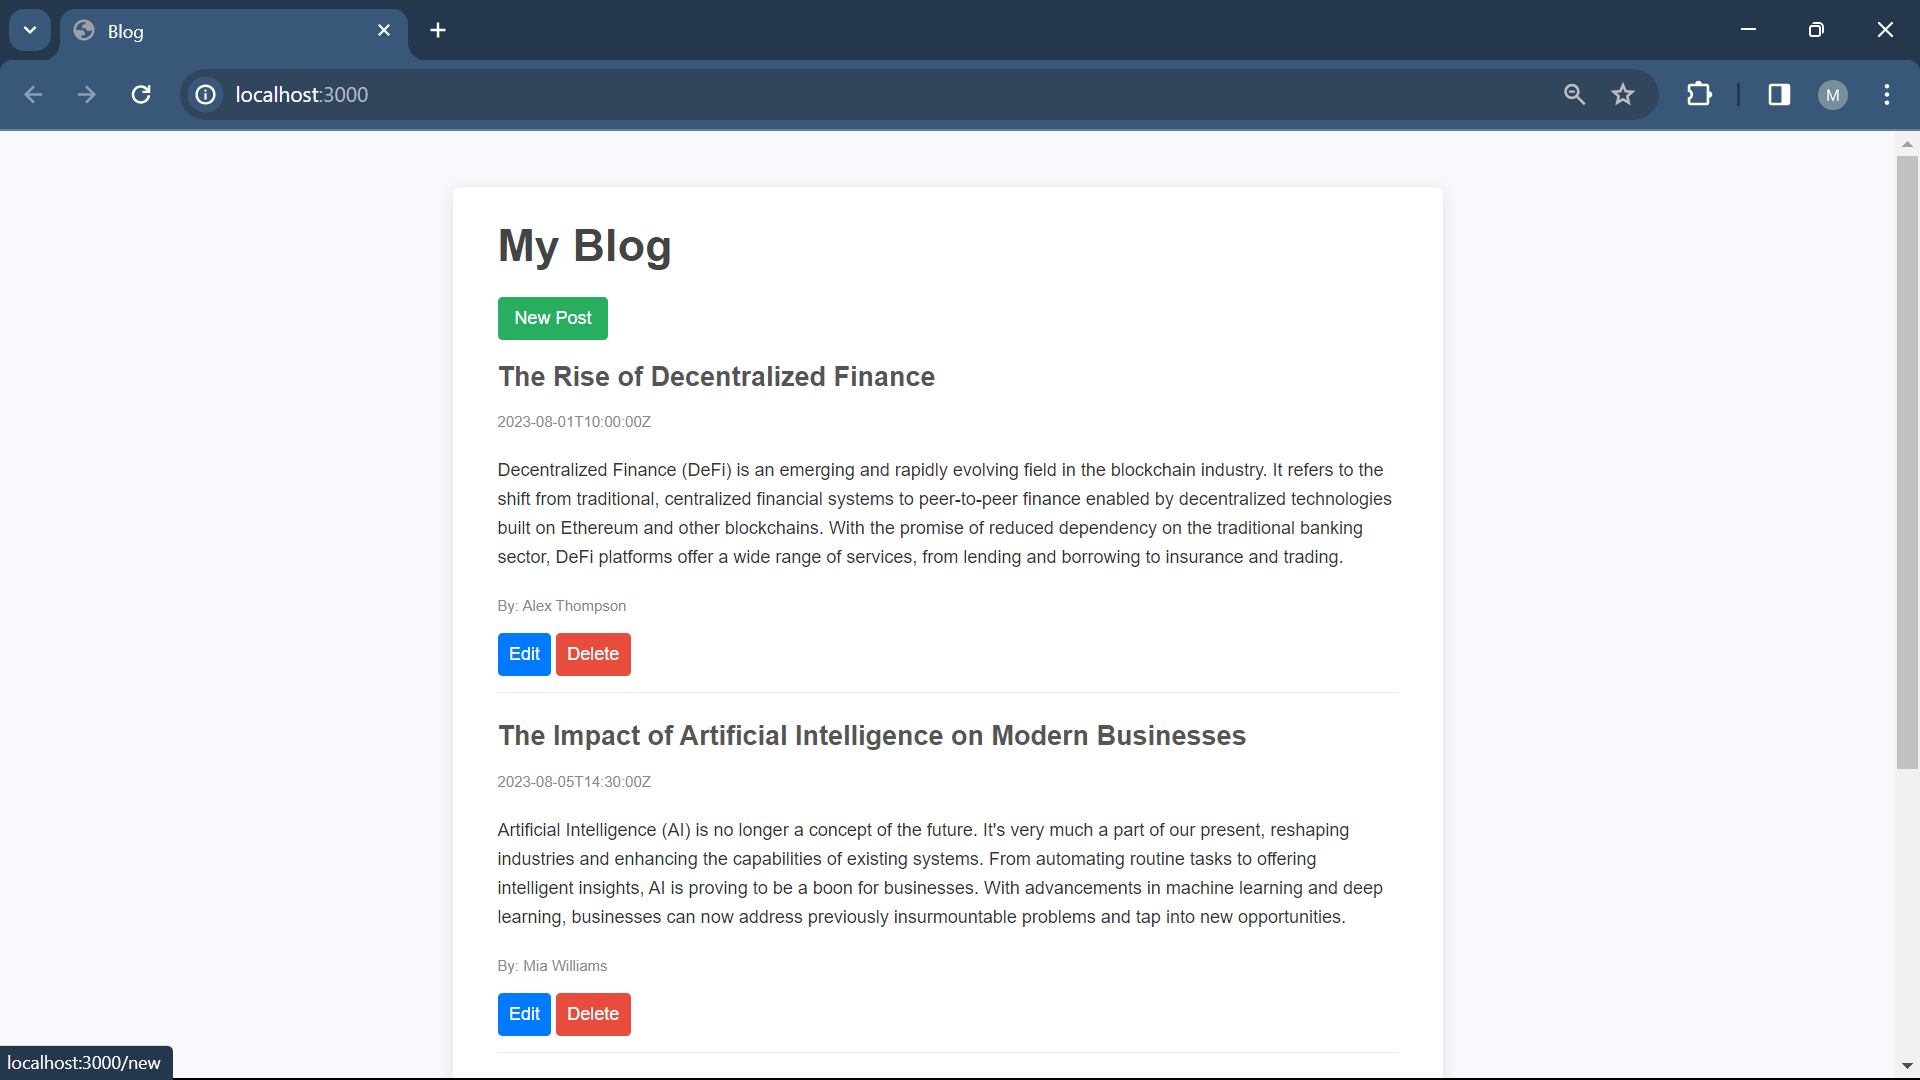 Blog
localhost:3000
M
My Blog
New Post
The Rise of Decentralized Finance
2023-08-01T10:00:00Z
Decentralized Finance (DeFi) is an emerging and rapidly evolving field in the blockchain industry. It refers to the
shift from traditional, centralized financial systems to peer-to-peer finance enabled by decentralized technologies
built on Ethereum and other blockchains. With the promise of reduced dependency on the traditional banking
sector, DeFi platforms offer a wide range of services, from lending and borrowing to insurance and trading.
By: Alex Thompson
Edit Delete
The Impact of Artificial Intelligence on Modern Businesses
2023-08-05T14:30:00Z
Artificial Intelligence (AI) is no longer a concept of the future. It's very much a part of our present, reshaping
industries and enhancing the capabilities of existing systems. From automating routine tasks to offering
intelligent insights, AI is proving to be a boon for businesses. With advancements in machine learning and deep
learning, businesses can now address previously insurmountable problems and tap into new opportunities.
By: Mia Williams
Edit Delete
localhost:3000/new